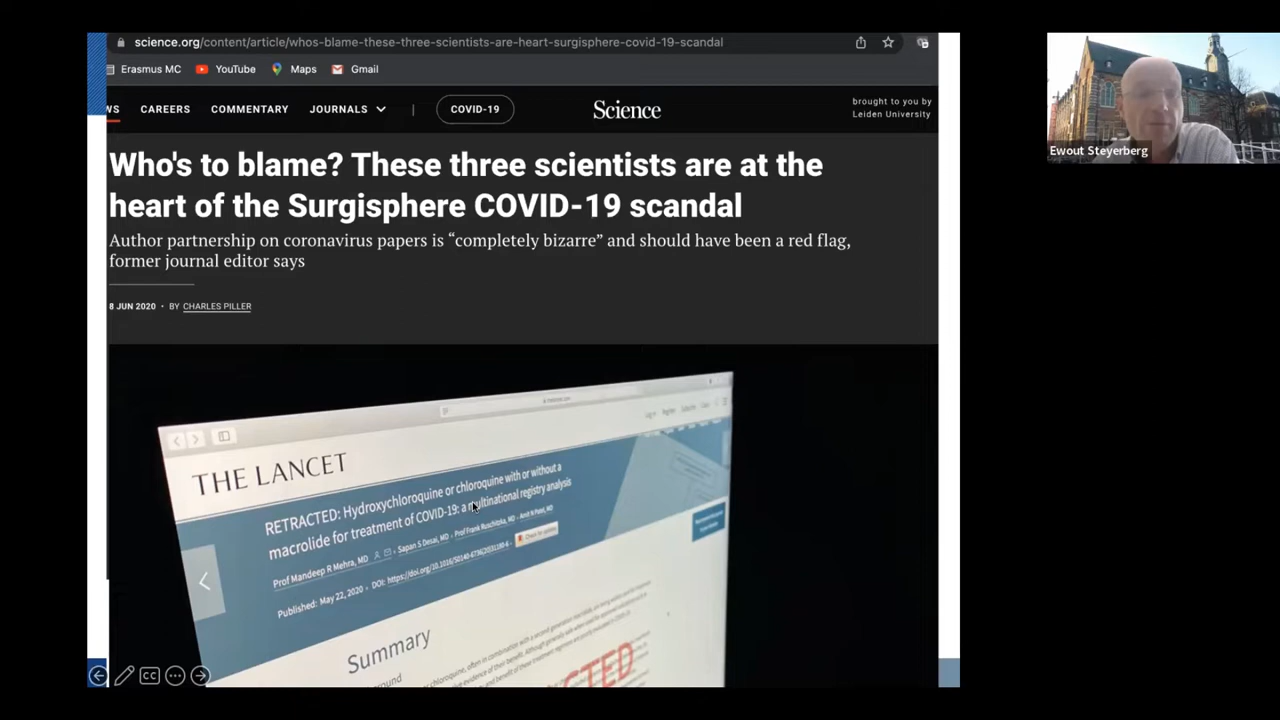 science.org/content/article/whos-blame-these-three-scientists-are-heart-surgisphere-covid-19-scandal
Erasmus MC YouTube Maps Gmail
WS CAREERS COMMENTARY JOURNALS | COVID-19 Science brought to you by
Leiden University
Who's to blame? These three scientists are at the
heart of the Surgisphere COVID-19 scandal
Author partnership on coronavirus papers is “completely bizarre” and should have been a red flag,
former journal editor says
8 JUN 2020 • BY CHARLES PILLER
THE LANCET
RETRACTED: Hydroxychloroquine or chloroquine with or without a
macrolide for treatment of COVID-19: a multinational registry analysis
Prof Mandeep R Mehra, MD Sapan S Desai, MD • Prof Frank Ruschitzka, MD • Amit N Patel, MD
Published: May 22, 2020 • DOI: https://doi.org/10.1016/S0140-6736(20)31180-6 Check for updates
Summary
CC
Ewout Steyerberg